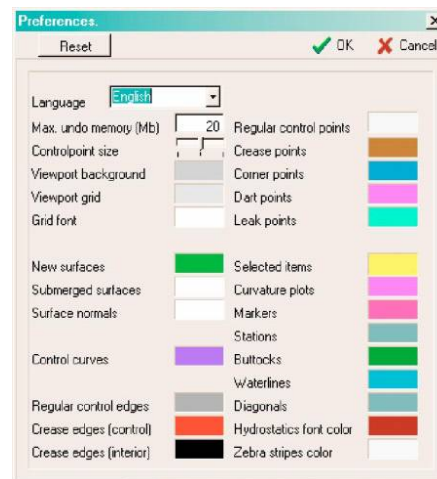 Preferences.
Reset OK Cancel
Language English
Max. undo memory (Mb) 20 Regular control points
Controlpoint size Crease points
Viewport background Corner points
Viewport grid Dart points
Grid font Leak points
New surfaces Selected items
Submerged surfaces Curvature plots
Surface normals Markers
Stations
Control curves Buttocks
Waterlines
Regular control edges Diagonals
Crease edges (control) Hydrostatics font color
Crease edges (interior) Zebra stripes color